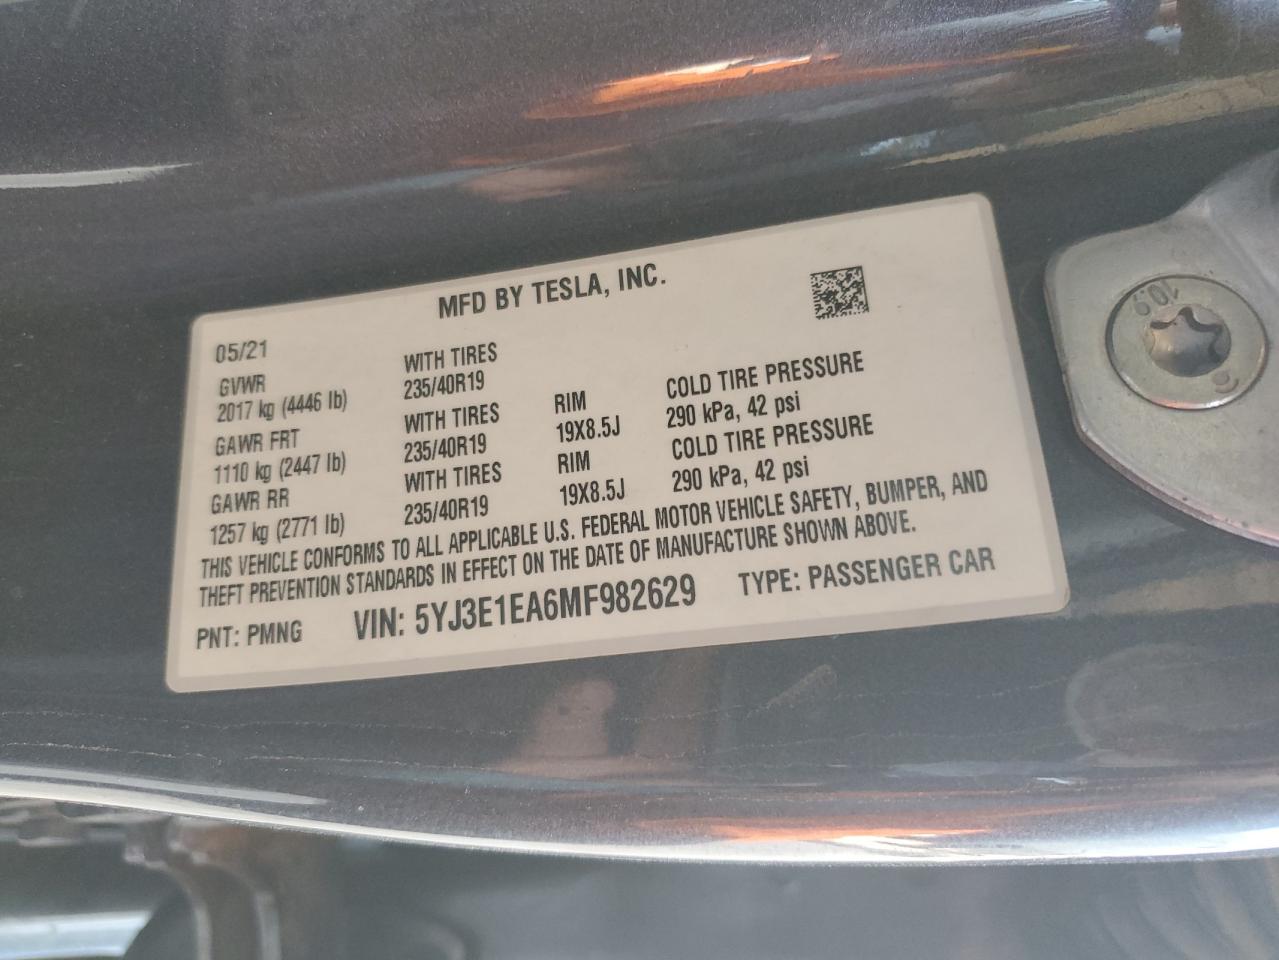 MFD BY TESLA, INC.
05/21
GVWR WITH TIRES
2017 kg (4446 lb) 235/40R19 RIM COLD TIRE PRESSURE
GAWR FRT WITH TIRES 19X8.5J 290 kPa, 42 psi
1110 kg (2447 lb) 235/40R19 RIM COLD TIRE PRESSURE
GAWR RR WITH TIRES 19X8.5J 290 kPa, 42 psi
1257 kg (2771 lb) 235/40R19
THIS VEHICLE CONFORMS TO ALL APPLICABLE U.S. FEDERAL MOTOR VEHICLE SAFETY, BUMPER, AND
THEFT PREVENTION STANDARDS IN EFFECT ON THE DATE OF MANUFACTURE SHOWN ABOVE.
PNT: PMNG VIN: 5YJ3E1EA6MF982629 TYPE: PASSENGER CAR
10.9